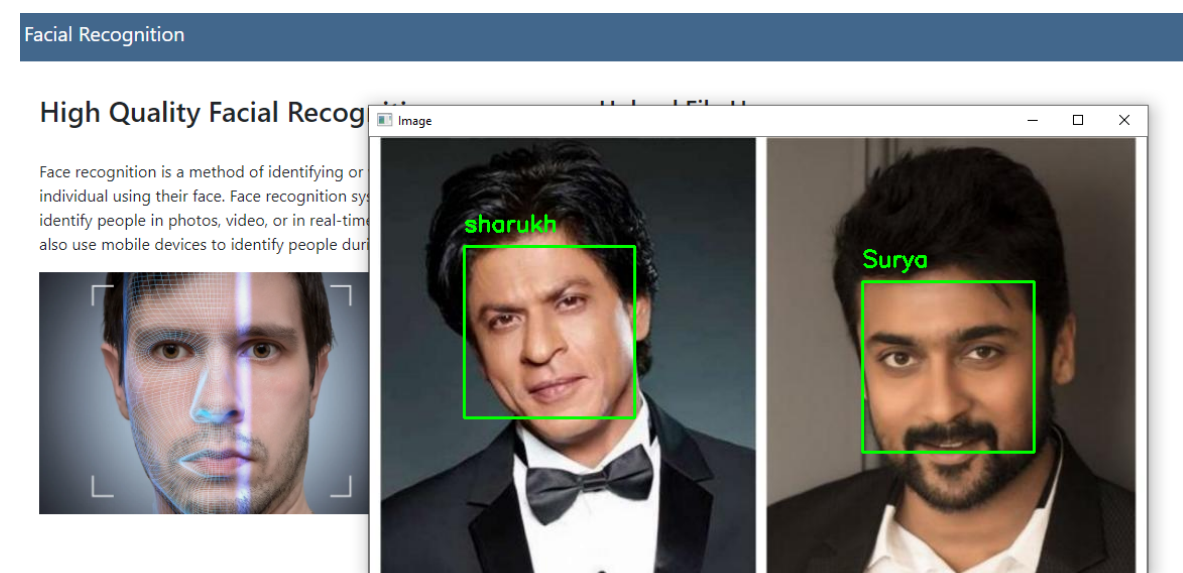 Facial Recognition
High Quality Facial Recog
Face recognition is a method of identifying or
individual using their face. Face recognition sy
identify people in photos, video, or in real-time
also use mobile devices to identify people duri
Image
sharukh
Surya